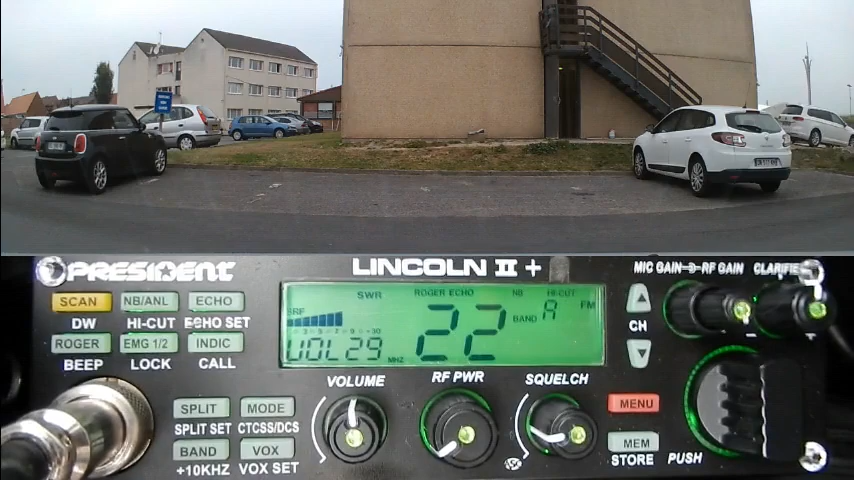 PRESIDENT LINCOLN II + MIC GAIN RF GAIN CLARIFIER
SCAN NB/ANL ECHO
DW HI-CUT ECHO SET
ROGER EMG 1/2 INDIC
BEEP LOCK CALL
SWR ROGER ECHO NB HI-CUT
RF BAND A FM
22
VOL29 MHZ
CH
VOLUME RF PWR SQUELCH
SPLIT MODE
SPLIT SET CTCSS/DCS
BAND VOX
+10KHZ VOX SET
MENU
MEM
STORE PUSH